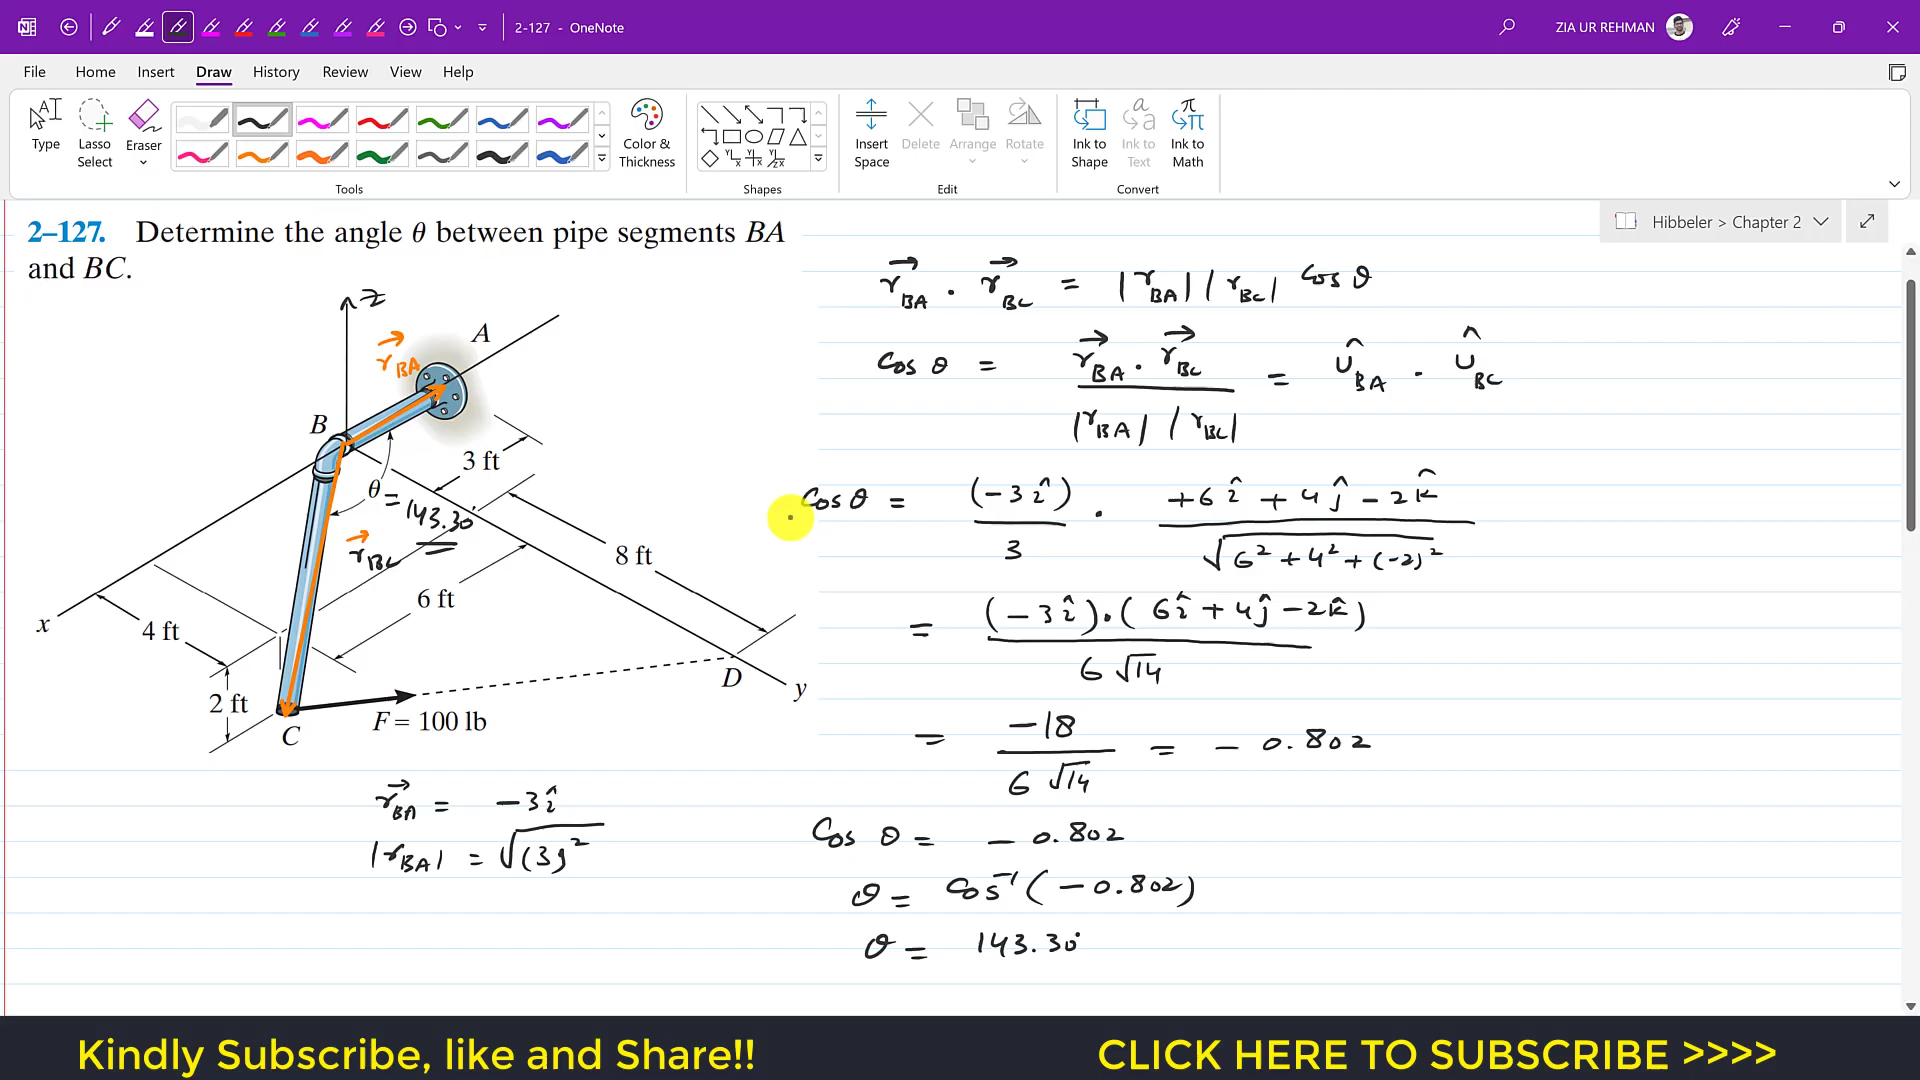 2-127 - OneNote
ZIA UR REHMAN
File Home Insert Draw History Review View Help
Type
Lasso Select
Eraser
Color & Thickness
Insert Space
Delete
Arrange
Rotate
Ink to Shape
Ink to Text
Ink to Math
Tools
Shapes
Edit
Convert
Hibbeler > Chapter 2
2–127. Determine the angle θ between pipe segments BA
and BC.
z
A
r⃗BA
B
3 ft
θ = 143.30°
r⃗BC
8 ft
6 ft
x
4 ft
D
y
2 ft
F = 100 lb
C
r⃗BA = -3î
|rBA| = √(3)²
r⃗BA · r⃗BC = |rBA| |rBC| Cos θ
Cos θ = r⃗BA · r⃗BC / |rBA| |rBC| = ÛBA · ÛBC
Cos θ = (-3î) / 3 · +6î + 4ĵ - 2k̂ / √6² + 4² + (-2)²
= (-3î)·(6î + 4ĵ - 2k̂) / 6√14
= -18 / 6√14 = - 0.802
Cos θ = - 0.802
θ = Cos⁻¹(- 0.802)
θ = 143.30°
Kindly Subscribe, like and Share!!
CLICK HERE TO SUBSCRIBE >>>>